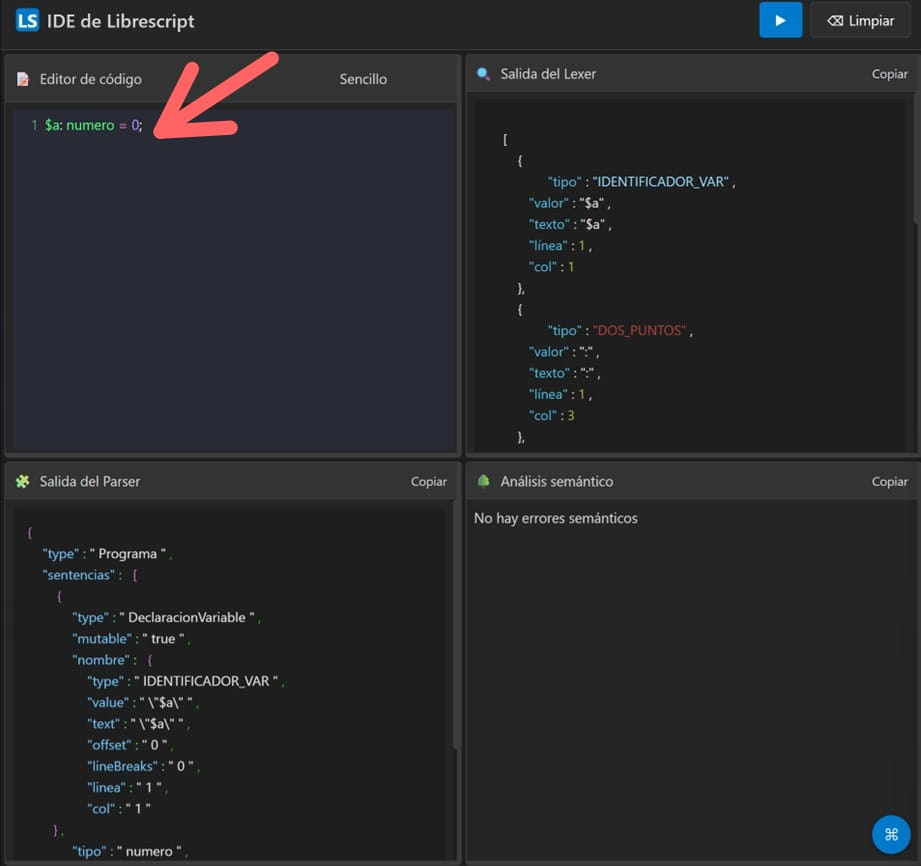 LS IDE de Librescript
Limpiar
Editor de código
Sencillo
1 $a: numero = 0;
Salida del Lexer
Copiar
[
{
"tipo" : "IDENTIFICADOR_VAR" ,
"valor" : "$a" ,
"texto" : "$a" ,
"línea" : 1 ,
"col" : 1
},
{
"tipo" : "DOS_PUNTOS" ,
"valor" : ":" ,
"texto" : ":" ,
"línea" : 1 ,
"col" : 3
},
Salida del Parser
Copiar
{
"type" : " Programa " ,
"sentencias" : [
{
"type" : " DeclaracionVariable " ,
"mutable" : " true " ,
"nombre" : {
"type" : " IDENTIFICADOR_VAR " ,
"value" : " \"$a\" " ,
"text" : " \"$a\" " ,
"offset" : " 0 " ,
"lineBreaks" : " 0 " ,
"linea" : " 1 " ,
"col" : " 1 "
} ,
"tipo" : " numero " ,
Análisis semántico
Copiar
No hay errores semánticos
⌘